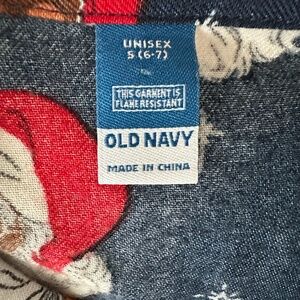 UNISEX
S (6-7)
THIS GARMENT IS
FLAME RESISTANT
OLD NAVY
MADE IN CHINA